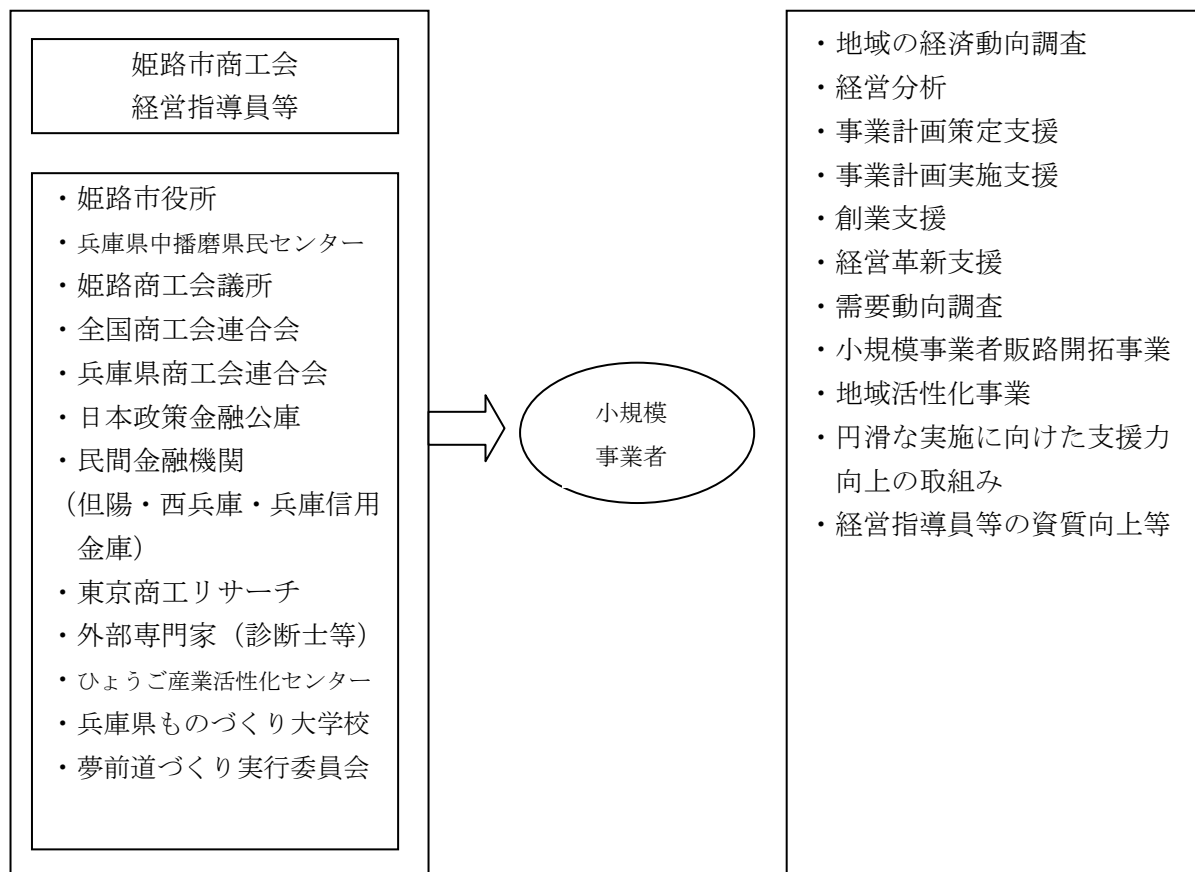 姫路市商工会
経営指導員等
・姫路市役所
・兵庫県中播磨県民センター
・姫路商工会議所
・全国商工会連合会
・兵庫県商工会連合会
・日本政策金融公庫
・民間金融機関
（但陽・西兵庫・兵庫信用
金庫）
・東京商工リサーチ
・外部専門家（診断士等）
・ひょうご産業活性化センター
・兵庫県ものづくり大学校
・夢前道づくり実行委員会
小規模
事業者
・地域の経済動向調査
・経営分析
・事業計画策定支援
・事業計画実施支援
・創業支援
・経営革新支援
・需要動向調査
・小規模事業者販路開拓事業
・地域活性化事業
・円滑な実施に向けた支援力
向上の取組み
・経営指導員等の資質向上等